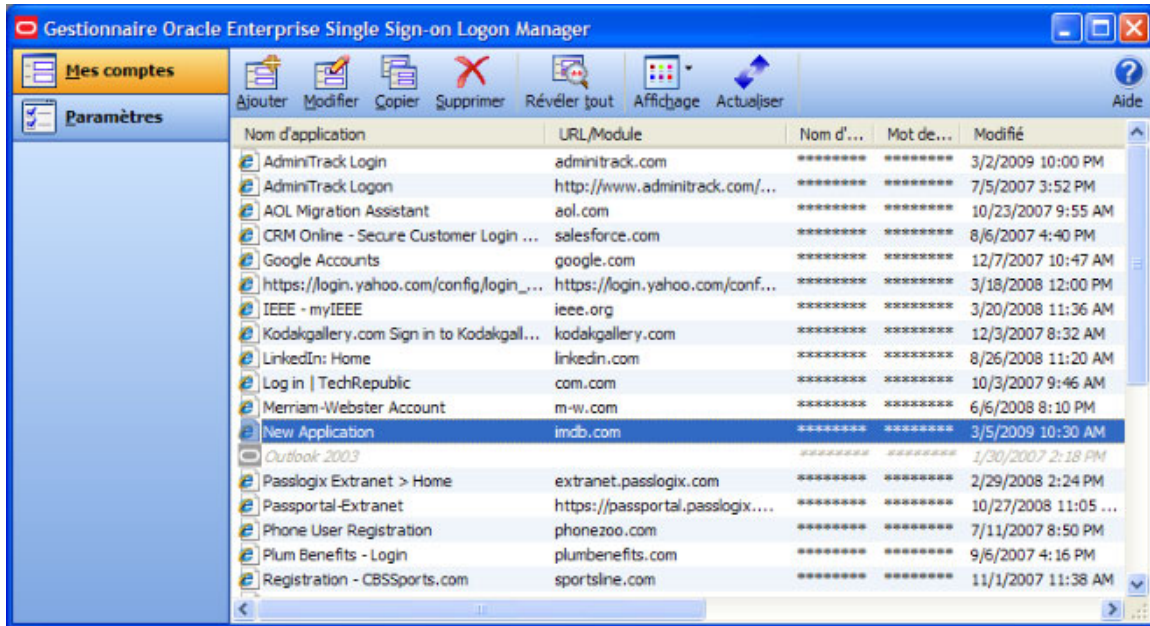 Gestionnaire Oracle Enterprise Single Sign-on Logon Manager
Mes comptes
Paramètres
Ajouter Modifier Copier Supprimer Révéler tout Affichage Actualiser Aide
Nom d'application URL/Module Nom d'... Mot de... Modifié
AdminiTrack Login adminitrack.com ******** ******** 3/2/2009 10:00 PM
AdminiTrack Logon http://www.adminitrack.com/... ******** ******** 7/5/2007 3:52 PM
AOL Migration Assistant aol.com ******** ******** 10/23/2007 9:55 AM
CRM Online - Secure Customer Login ... salesforce.com ******** ******** 8/6/2007 4:40 PM
Google Accounts google.com ******** ******** 12/7/2007 10:47 AM
https://login.yahoo.com/config/login_... https://login.yahoo.com/conf... ******** ******** 3/18/2008 12:00 PM
IEEE - myIEEE ieee.org ******** ******** 3/20/2008 11:36 AM
Kodakgallery.com Sign in to Kodakgall... kodakgallery.com ******** ******** 12/3/2007 8:32 AM
LinkedIn: Home linkedin.com ******** ******** 8/26/2008 11:20 AM
Log in | TechRepublic com.com ******** ******** 10/3/2007 9:46 AM
Merriam-Webster Account m-w.com ******** ******** 6/6/2008 8:10 PM
New Application imdb.com ******** ******** 3/5/2009 10:30 AM
Outlook 2003 ******** ******** 1/30/2007 2:18 PM
Passlogix Extranet > Home extranet.passlogix.com ******** ******** 2/29/2008 2:24 PM
Passportal-Extranet https://passportal.passlogix.... ******** ******** 10/27/2008 11:05 ...
Phone User Registration phonezoo.com ******** ******** 7/11/2007 8:50 PM
Plum Benefits - Login plumbenefits.com ******** ******** 9/6/2007 4:16 PM
Registration - CBSSports.com sportsline.com ******** ******** 11/1/2007 11:38 AM